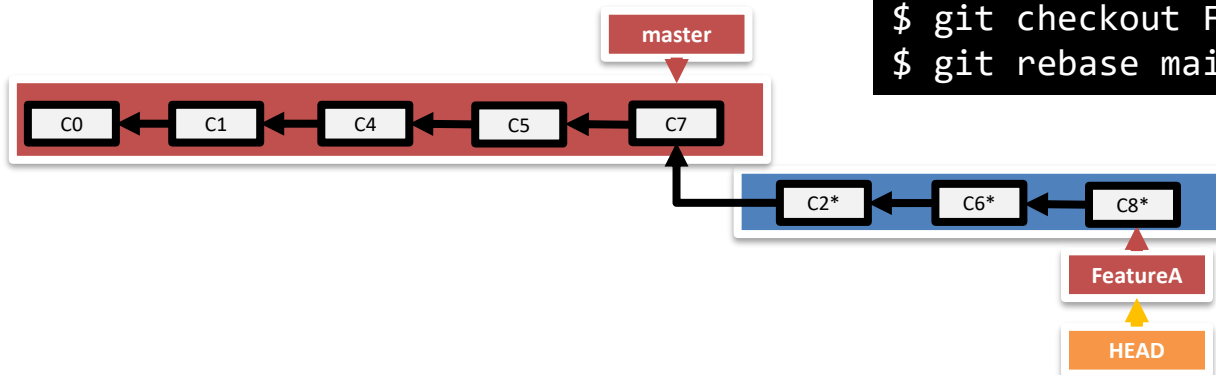 $ git checkout F
$ git rebase mai
master
C0 C1 C4 C5 C7
C2* C6* C8*
FeatureA
HEAD